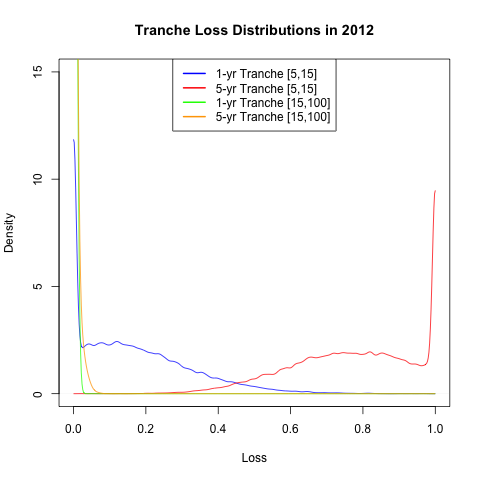 Tranche Loss Distributions in 2012
1-yr Tranche [5,15]
5-yr Tranche [5,15]
1-yr Tranche [15,100]
5-yr Tranche [15,100]
15
10
5
0
Density
0.0 0.2 0.4 0.6 0.8 1.0
Loss